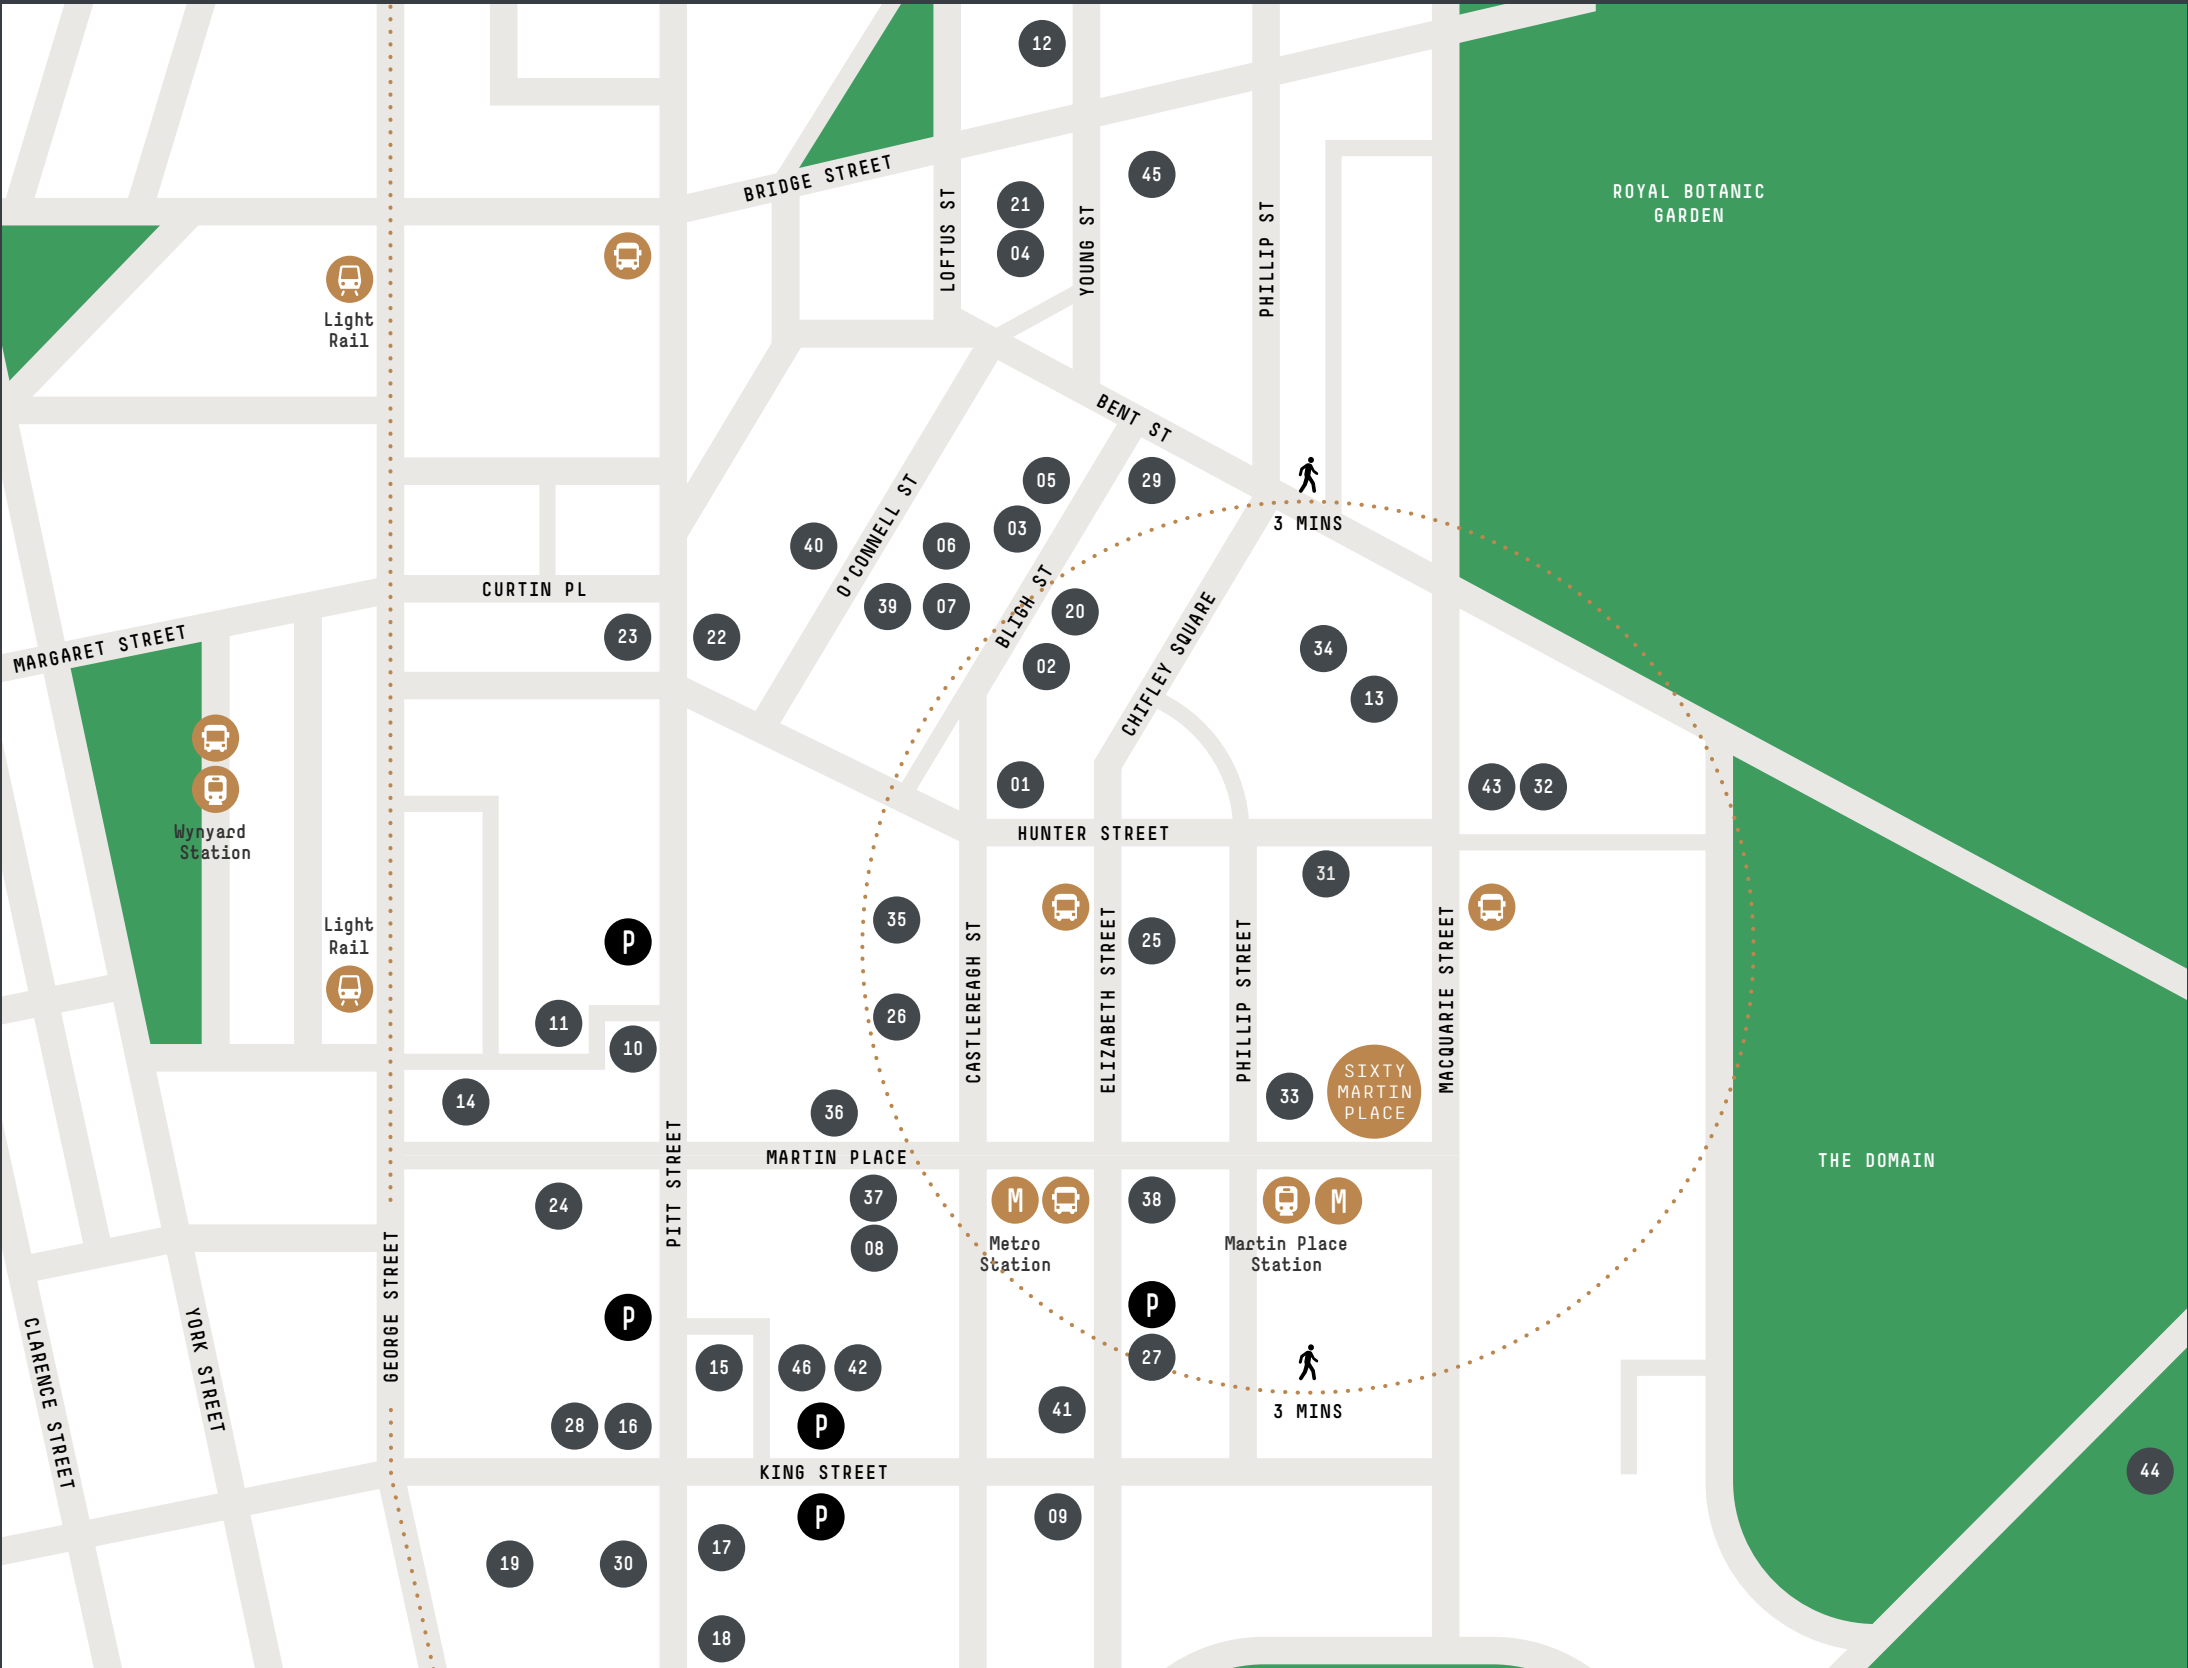 12
45
ROYAL BOTANIC
GARDEN
BRIDGE STREET
21
LOFTUS ST
YOUNG ST
PHILLIP ST
04
Light
Rail
BENT ST
05
29
3 MINS
O'CONNELL ST
03
40
06
CURTIN PL
39
07
BLIGH ST
20
CHIFLEY SQUARE
MARGARET STREET
23
22
34
02
13
01
43
32
Wynyard
Station
HUNTER STREET
31
Light
Rail
35
25
P
CASTLEREAGH ST
ELIZABETH STREET
PHILLIP STREET
MACQUARIE STREET
26
11
10
SIXTY
MARTIN
PLACE
33
14
36
MARTIN PLACE
THE DOMAIN
PITT STREET
24
37
M
38
M
08
Metro
Station
Martin Place
Station
GEORGE STREET
P
P
CLARENCE STREET
YORK STREET
27
15
46
42
41
3 MINS
28
16
P
KING STREET
44
P
09
17
19
30
18